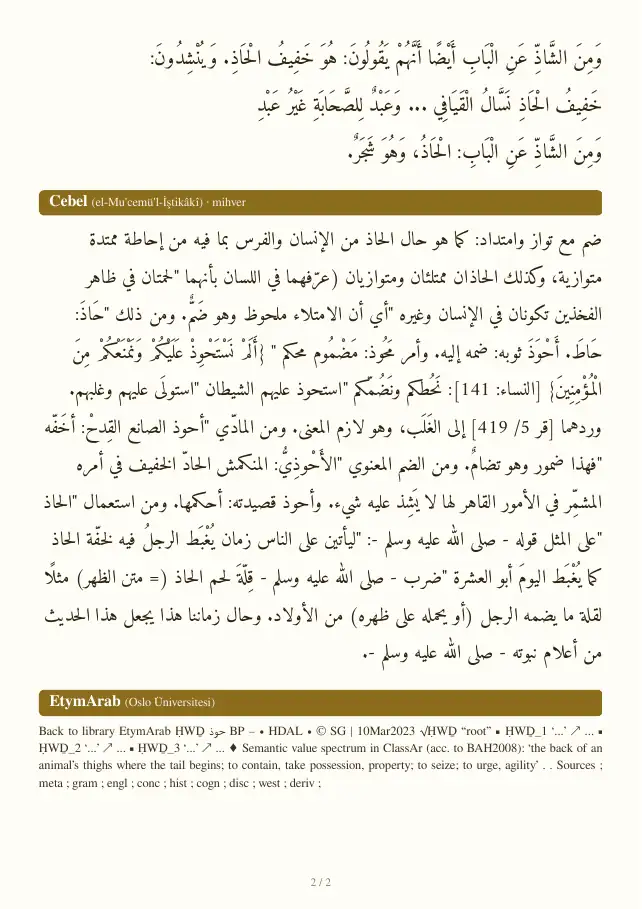 وَمِنَ الشَّاذِّ عَنِ الْبَابِ أَيْضًا أَنَّهُمْ يَقُولُونَ: هُوَ خَفِيفُ الْحَاذِ. وَيُنْشِدُونَ:
خَفِيفُ الْحَاذِ نَسَّالُ الْقَيَافِي ... وَعَبْدٌ لِلصَّحَابَةِ غَيْرُ عَبْدِ
وَمِنَ الشَّاذِّ عَنِ الْبَابِ: الْحَاذُ، وَهُوَ شَجَرٌ.
Cebel (el-Mu'cemü'l-İştikâkî) · mihver
ضم مع تواز وامتداد: كما هو حال الحاذ من الإنسان والفرس بما فيه من إحاطة ممتدة
متوازية، وكذلك الحاذان ممتلئان ومتوازيان (عرّفهما في اللسان بأنهما "لحمتان في ظاهر
الفخذين تكونان في الإنسان وغيره "أي أن الامتلاء ملحوظ وهو ضَمٌّ. ومن ذلك "حَاذَ:
حَاطَ. أَحْوَذَ ثوبه: ضمه إليه. وأمر مَحُوذ: مَضْمُوم محكم " {أَلَمْ نَسْتَحْوِذْ عَلَيْكُمْ وَنَمْنَعْكُمْ مِنَ
الْمُؤْمِنِينَ} [النساء: 141]: نَحُطكم ونَضُمّكم "استحوذ عليهم الشيطان "استولَى عليهم وغلبهم.
وردهما [قر 5/ 419] إلى الغَلَب، وهو لازم المعنى. ومن المادّي "أحوذ الصانع القِدحْ: أخَفّه
"فهذا ضمور وهو تضامٌ. ومن الضم المعنوي "الأَحْوذِيُّ: المنكمش الحادّ الخفيف في أمره
المشمِّر في الأمور القاهر لها لا يَشِذ عليه شيء. وأحوذ قصيدته: أحكمها. ومن استعمال "الحاذ
"على المثل قوله - صلى الله عليه وسلم -: "ليأتين على الناس زمان يُغْبَط الرجلُ فيه لخفّة الحاذ
كما يُغْبَط اليومَ أبو العشرة "ضرب - صلى الله عليه وسلم - قِلّةَ لحم الحاذ (= متن الظهر) مثلًا
لقلة ما يضمه الرجل (أو يحمله على ظهره) من الأولاد. وحال زماننا هذا يجعل هذا الحديث
من أعلام نبوته - صلى الله عليه وسلم -.
EtymArab (Oslo Üniversitesi)
Back to library EtymArab ḤWḎ حوذ BP – • HDAL • © SG | 10Mar2023 √ḤWḎ “root” ▪ ḤWḎ_1 ‘...’ ↗ ... ▪
ḤWḎ_2 ‘...’ ↗ ... ▪ ḤWḎ_3 ‘...’ ↗ ... ♦ Semantic value spectrum in ClassAr (acc. to BAH2008): ‘the back of an
animal’s thighs where the tail begins; to contain, take possession, property; to seize; to urge, agility’ . . Sources ;
meta ; gram ; engl ; conc ; hist ; cogn ; disc ; west ; deriv ;
2 / 2